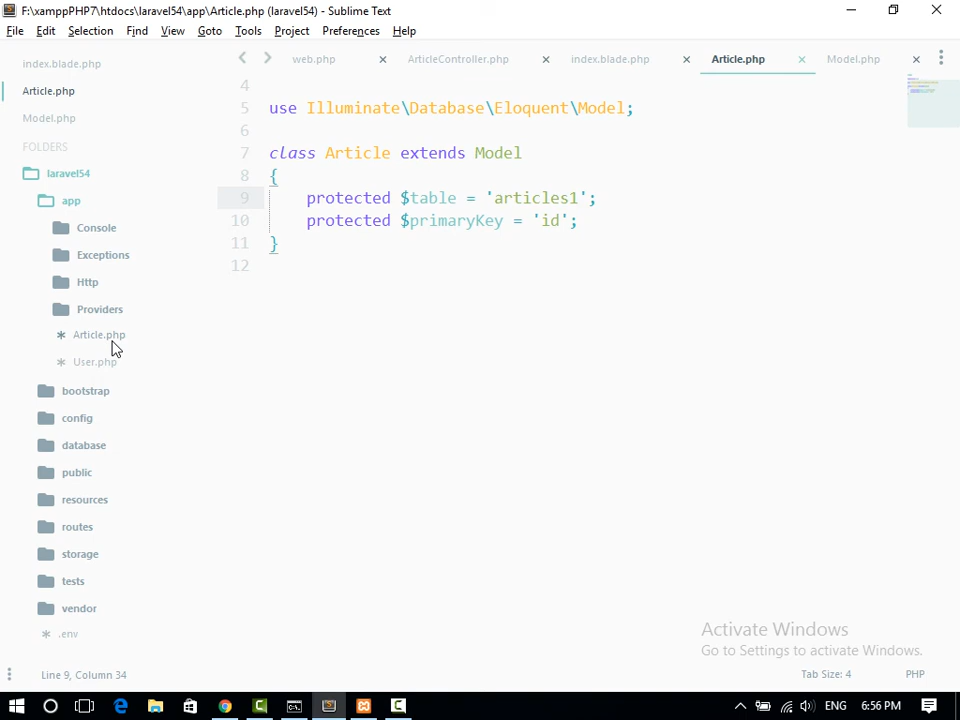 F:\xamppPHP7\htdocs\laravel54\app\Article.php (laravel54) - Sublime Text
File Edit Selection Find View Goto Tools Project Preferences Help
index.blade.php
Article.php
Model.php
FOLDERS
laravel54
app
Console
Exceptions
Http
Providers
Article.php
User.php
bootstrap
config
database
public
resources
routes
storage
tests
vendor
.env
web.php ArticleController.php index.blade.php Article.php Model.php
4
5 use Illuminate\Database\Eloquent\Model;
6
7 class Article extends Model
8 {
9 protected $table = 'articles1';
10 protected $primaryKey = 'id';
11 }
12
Activate Windows
Go to Settings to activate Windows.
Line 9, Column 34
Tab Size: 4
PHP
ENG
6:56 PM